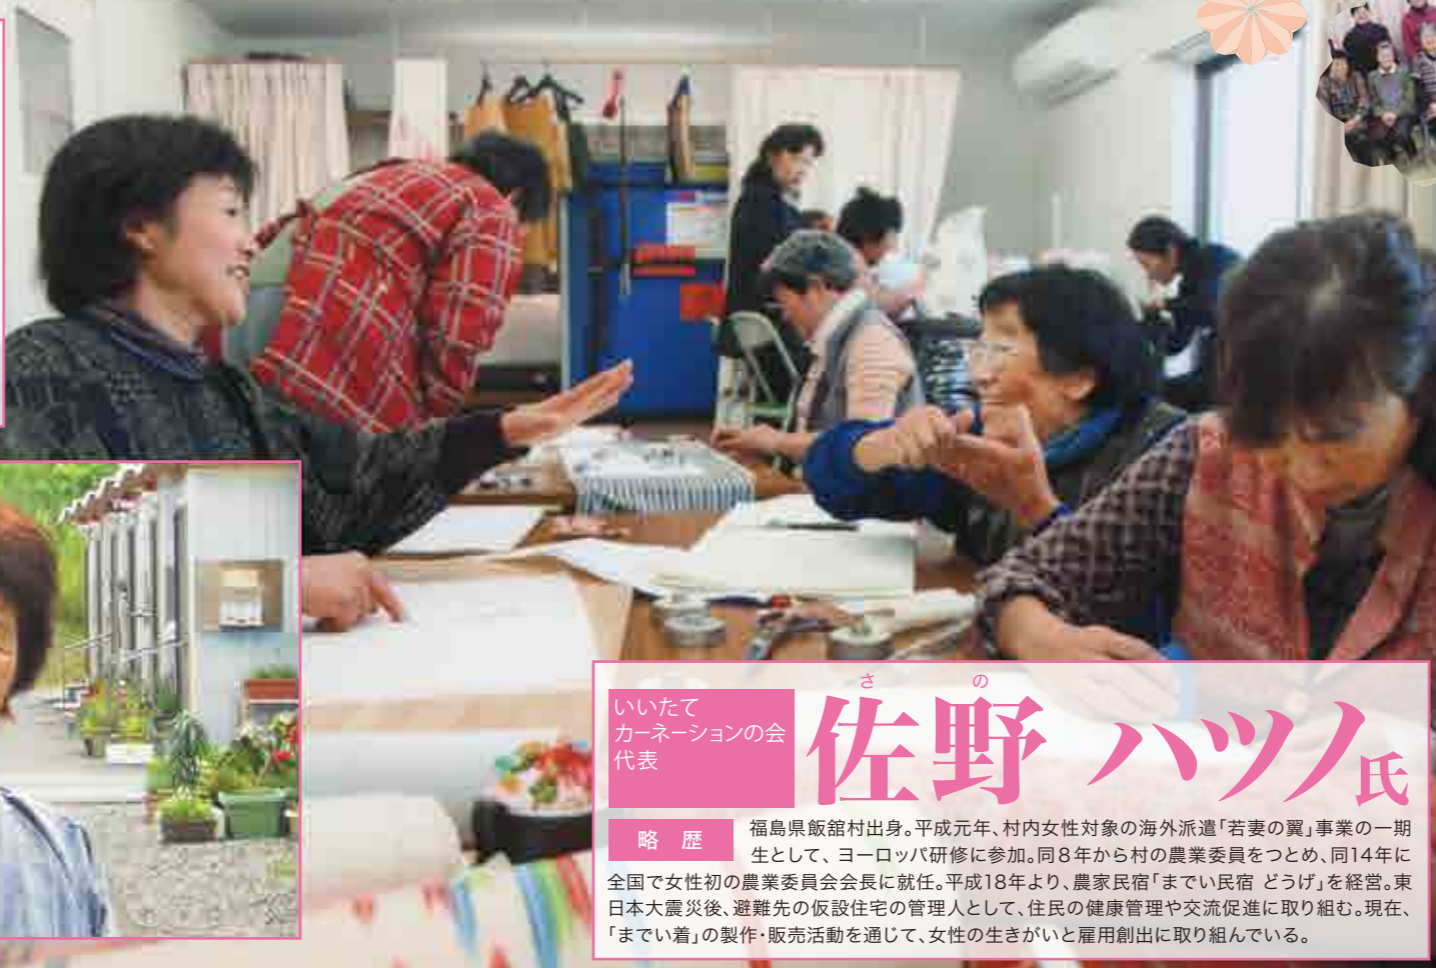 いいたて
カーネーションの会
代表
さ の
佐野 ハツノ氏
略 歴
福島県飯舘村出身。平成元年、村内女性対象の海外派遣「若妻の翼」事業の一期
生として、ヨーロッパ研修に参加。同8年から村の農業委員をつとめ、同14年に
全国で女性初の農業委員会会長に就任。平成18年より、農家民宿「までい民宿 どうげ」を経営。東
日本大震災後、避難先の仮設住宅の管理人として、住民の健康管理や交流促進に取り組む。現在、
「までい着」の製作・販売活動を通じて、女性の生きがいと雇用創出に取り組んでいる。